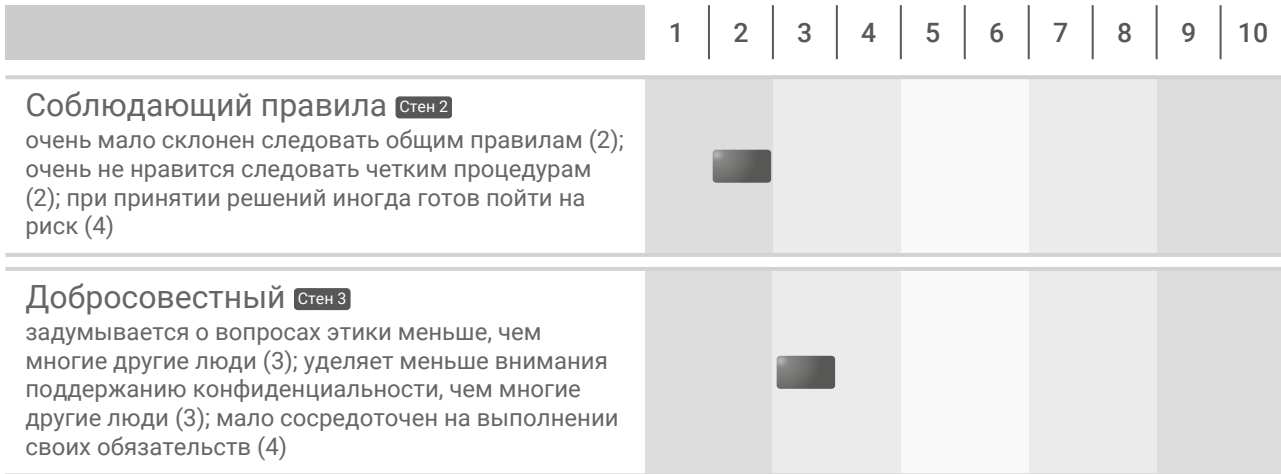 1 2 3 4 5 6 7 8 9 10
Соблюдающий правила Стен 2
очень мало склонен следовать общим правилам (2);
очень не нравится следовать четким процедурам
(2); при принятии решений иногда готов пойти на
риск (4)
Добросовестный Стен 3
задумывается о вопросах этики меньше, чем
многие другие люди (3); уделяет меньше внимания
поддержанию конфиденциальности, чем многие
другие люди (3); мало сосредоточен на выполнении
своих обязательств (4)